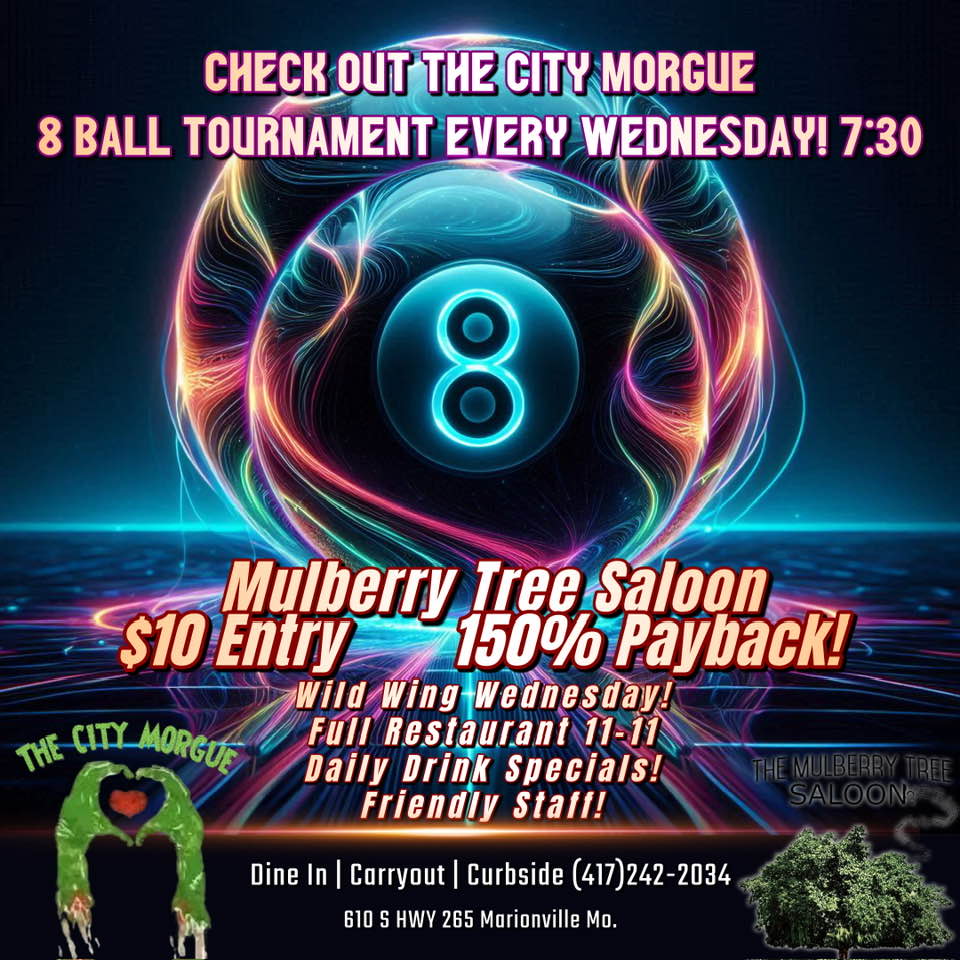 CHECK OUT THE CITY MORGUE
8 BALL TOURNAMENT EVERY WEDNESDAY! 7:30
8
Mulberry Tree Saloon
$10 Entry 150% Payback!
Wild Wing Wednesday!
Full Restaurant 11-11
Daily Drink Specials!
Friendly Staff!
THE CITY MORGUE
THE MULBERRY TREE
SALOON
Dine In | Carryout | Curbside (417)242-2034
610 S HWY 265 Marionville Mo.